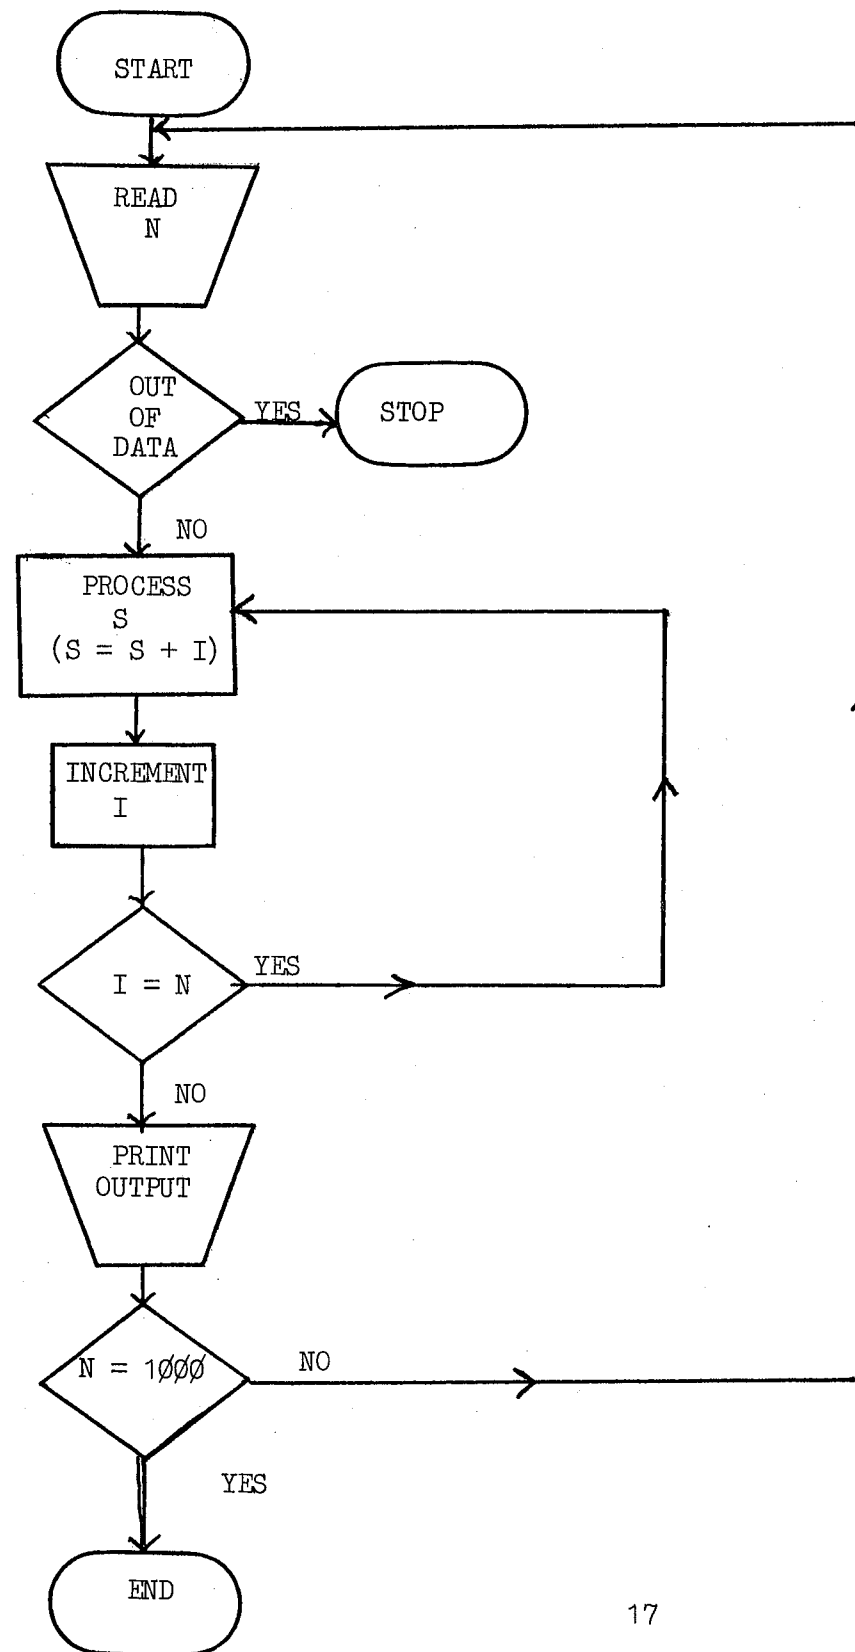 START
READ
N
OUT
OF
DATA
YES
STOP
NO
PROCESS
S
(S = S + I)
INCREMENT
I
I = N
YES
NO
PRINT
OUTPUT
N = 1ØØØ
NO
YES
END
17